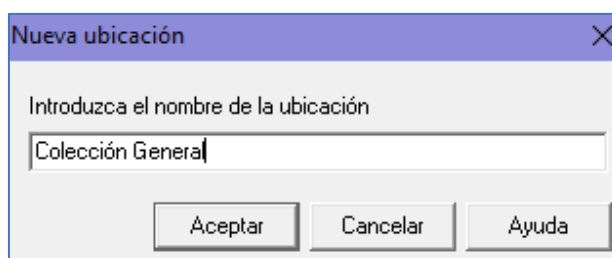 Nueva ubicación
Introduzca el nombre de la ubicación
Colección General
Aceptar Cancelar Ayuda